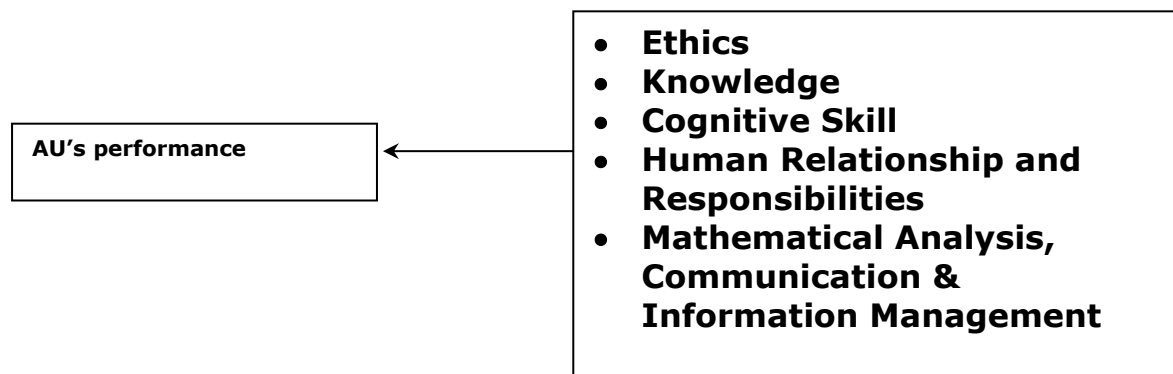 AU's performance
• Ethics
• Knowledge
• Cognitive Skill
• Human Relationship and
Responsibilities
• Mathematical Analysis,
Communication &
Information Management